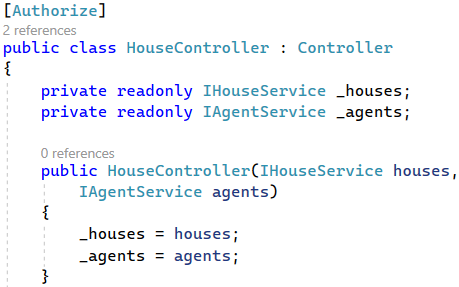 [Authorize]
2 references
public class HouseController : Controller
{
private readonly IHouseService _houses;
private readonly IAgentService _agents;
0 references
public HouseController(IHouseService houses,
IAgentService agents)
{
_houses = houses;
_agents = agents;
}